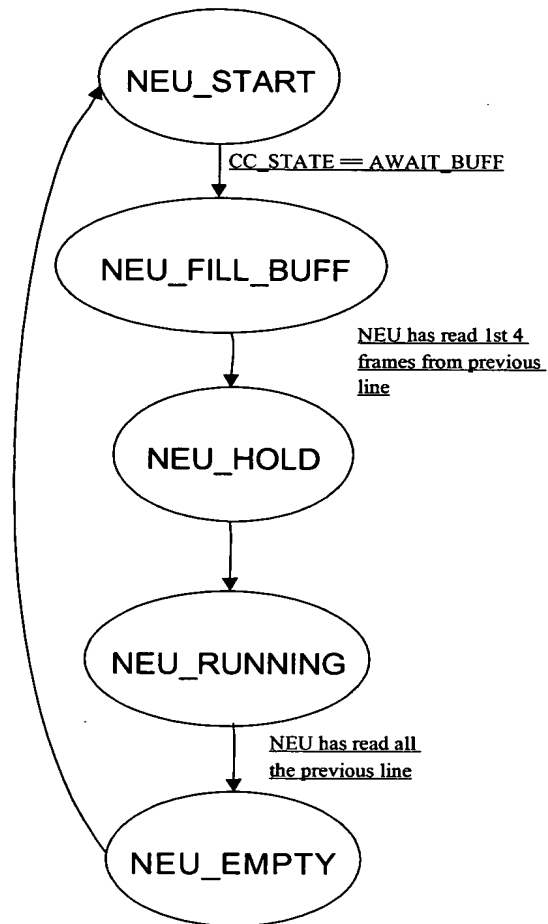 NEU_START
CC_STATE == AWAIT_BUFF
NEU_FILL_BUFF
NEU has read 1st 4
frames from previous
line
NEU_HOLD
NEU_RUNNING
NEU has read all
the previous line
NEU_EMPTY